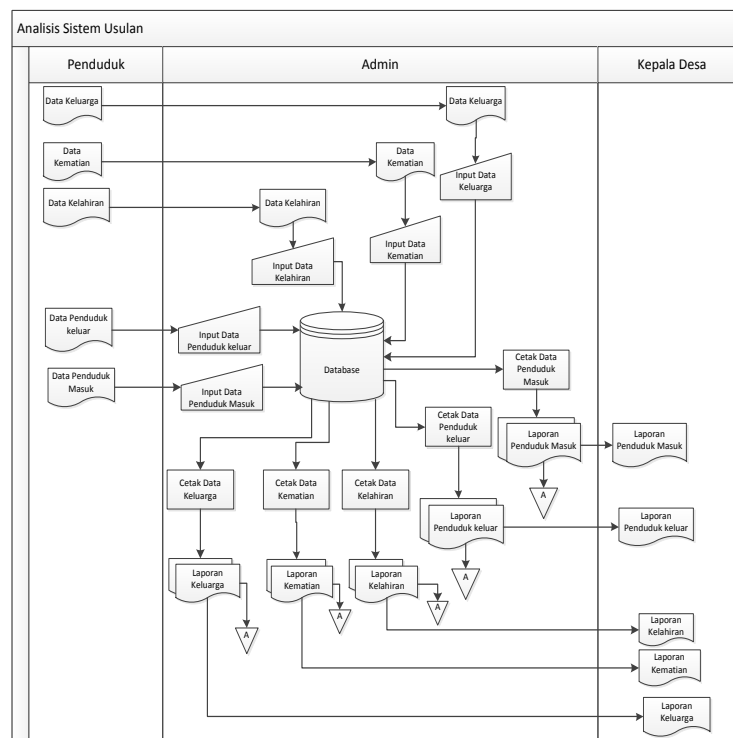 Analisis Sistem Usulan
Penduduk
Admin
Kepala Desa
Data Keluarga
Data Keluarga
Data
Kematian
Data
Kematian
Input Data
Keluarga
Data Kelahiran
Data Kelahiran
Input Data
Kematian
Input Data
Kelahiran
Data Penduduk
keluar
Input Data
Penduduk keluar
Database
Data Penduduk
Masuk
Input Data
Penduduk Masuk
Cetak Data
Penduduk
Masuk
Cetak Data
Penduduk
keluar
Laporan
Penduduk Masuk
Laporan
Penduduk Masuk
A
Cetak Data
Keluarga
Cetak Data
Kematian
Cetak Data
Kelahiran
Laporan
Penduduk keluar
Laporan
Penduduk keluar
A
Laporan
Keluarga
A
Laporan
Kematian
A
Laporan
Kelahiran
A
Laporan
Kelahiran
Laporan
Kematian
Laporan
Keluarga